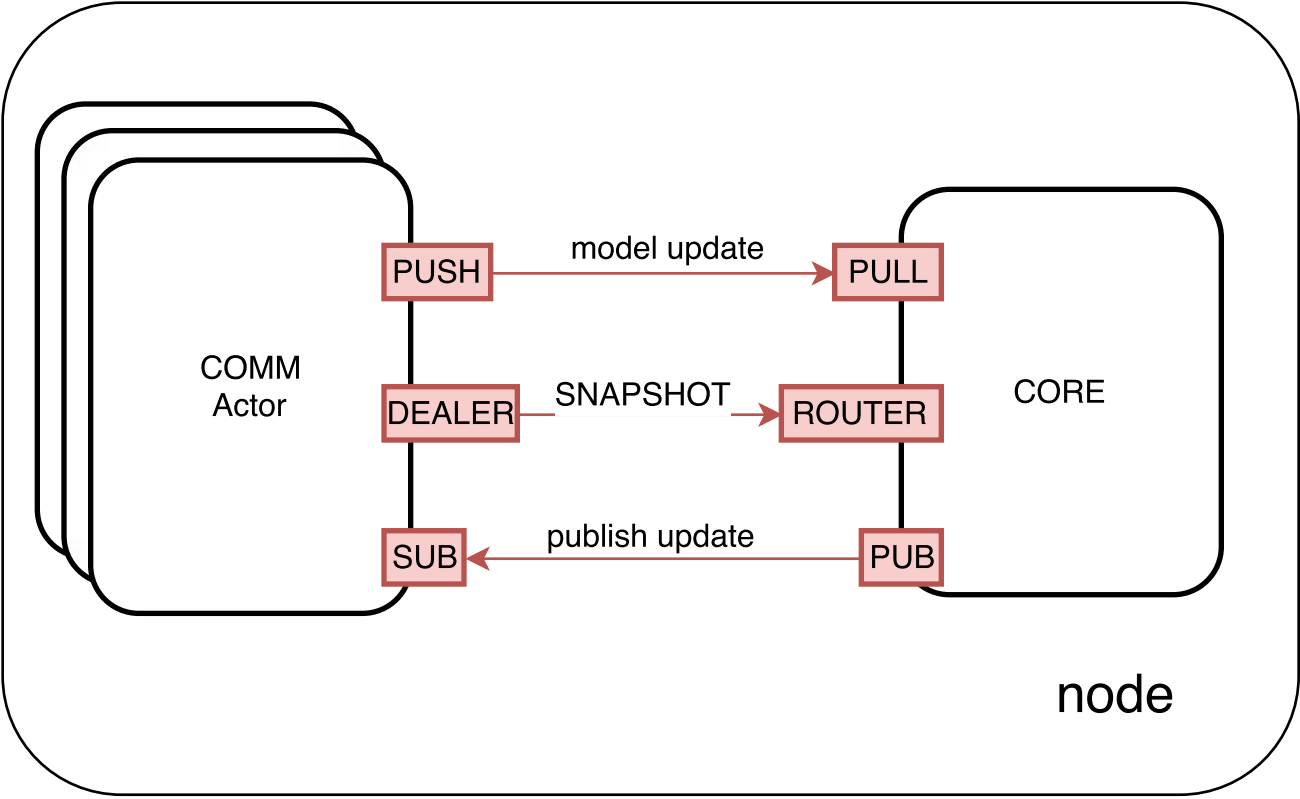 PUSH
model update
PULL
COMM
Actor
DEALER
SNAPSHOT
ROUTER
CORE
SUB
publish update
PUB
node